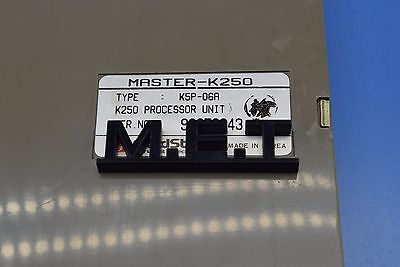 MASTER-K250
TYPE : K5P-06A
K250 PROCESSOR UNIT
M.E.T
MADE IN KOREA